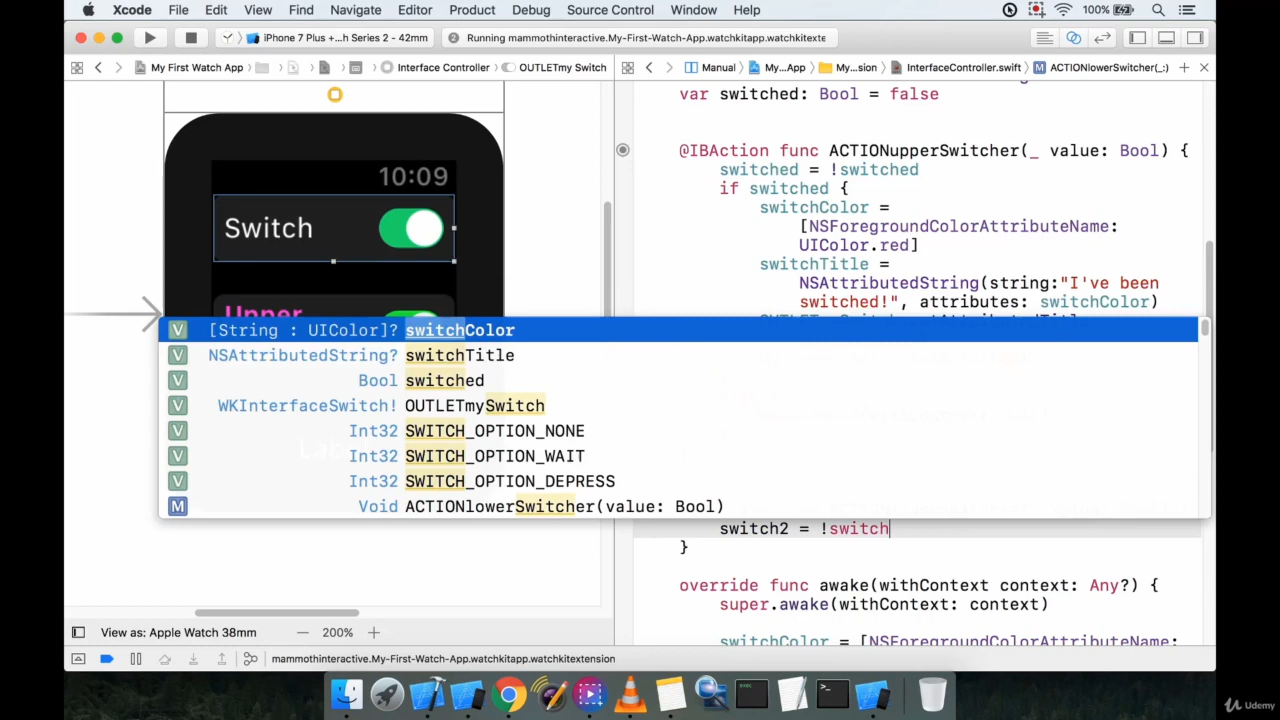 Xcode File Edit View Find Navigate Editor Product Debug Source Control Window Help 100%
iPhone 7 Plus +...h Series 2 - 42mm 2 Running mammothinteractive.My-First-Watch-App.watchkitapp.watchkitexte
My First Watch App Interface Controller OUTLETmy Switch Manual My...App My...sion InterfaceController.swift M ACTIONlowerSwitcher(_:)
var switched: Bool = false
@IBAction func ACTIONupperSwitcher(_ value: Bool) {
switched = !switched
if switched {
switchColor =
[NSForegroundColorAttributeName:
UIColor.red]
switchTitle =
NSAttributedString(string:"I've been
switched!", attributes: switchColor)
10:09
Switch
Upper
V [String : UIColor]? switchColor
V NSAttributedString? switchTitle
V Bool switched
V WKInterfaceSwitch! OUTLETmySwitch
V Int32 SWITCH_OPTION_NONE
V Int32 SWITCH_OPTION_WAIT
V Int32 SWITCH_OPTION_DEPRESS
M Void ACTIONlowerSwitcher(value: Bool)
switch2 = !switch
}
override func awake(withContext context: Any?) {
super.awake(withContext: context)
switchColor = [NSForegroundColorAttributeName:
View as: Apple Watch 38mm — 200% +
mammothinteractive.My-First-Watch-App.watchkitapp.watchkitextension
exec
Udemy